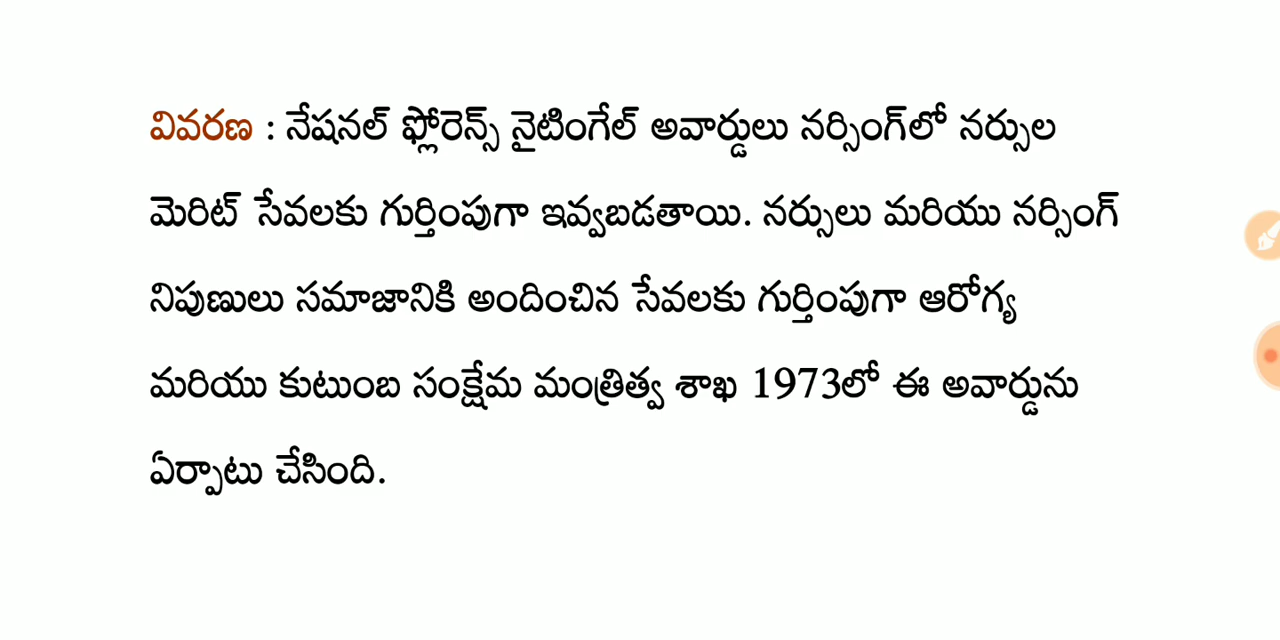 వివరణ : నేషనల్ ఫ్లోరెన్స్ నైటింగేల్ అవార్డులు నర్సింగ్‌లో నర్సుల
మెరిట్ సేవలకు గుర్తింపుగా ఇవ్వబడతాయి. నర్సులు మరియు నర్సింగ్
నిపుణులు సమాజానికి అందించిన సేవలకు గుర్తింపుగా ఆరోగ్య
మరియు కుటుంబ సంక్షేమ మంత్రిత్వ శాఖ 1973లో ఈ అవార్డును
ఏర్పాటు చేసింది.